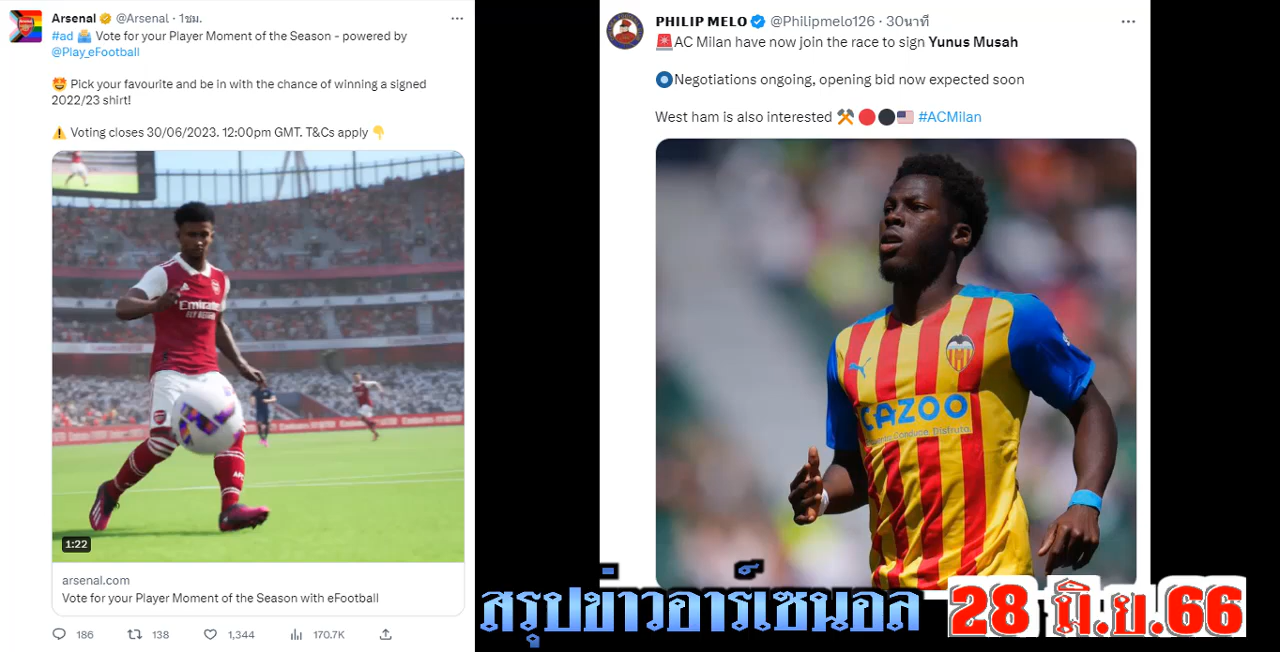 Arsenal @Arsenal · 1ชม.
#ad 🗳️ Vote for your Player Moment of the Season - powered by
@Play_eFootball
🤩 Pick your favourite and be in with the chance of winning a signed
2022/23 shirt!
⚠️ Voting closes 30/06/2023. 12:00pm GMT. T&Cs apply 👇
Emirates
FLY BETTER
1:22
arsenal.com
Vote for your Player Moment of the Season with eFootball
186 138 1,344 170.7K
PHILIP MELO @Philipmelo126 · 30นาที
🚨AC Milan have now join the race to sign Yunus Musah
🧿Negotiations ongoing, opening bid now expected soon
West ham is also interested ⚒️🔴⚫🇺🇸 #ACMilan
CAZOO
Conduce. Disfruta.
สรุปข่าวอาร์เซนอล 28 มิ.ย.66